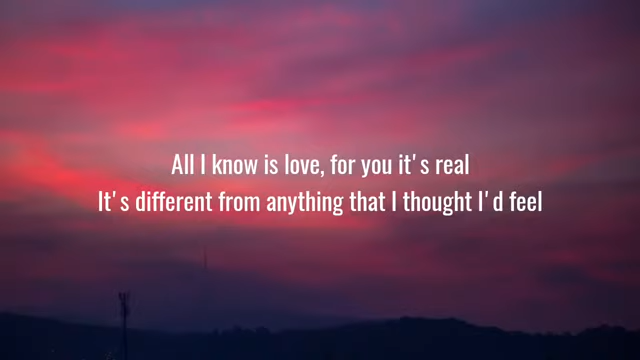 All I know is love, for you it's real
It's different from anything that I thought I'd feel